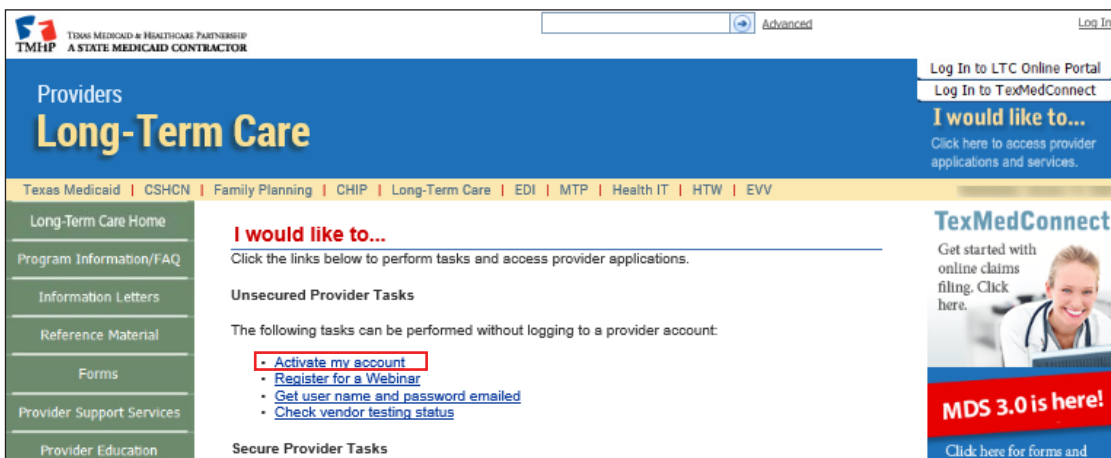 TMHP
TEXAS MEDICAID & HEALTHCARE PARTNERSHIP
A STATE MEDICAID CONTRACTOR
Advanced
Log In
Providers
Long-Term Care
Log In to LTC Online Portal
Log In to TexMedConnect
I would like to...
Click here to access provider
applications and services.
Texas Medicaid | CSHCN | Family Planning | CHIP | Long-Term Care | EDI | MTP | Health IT | HTW | EVV
Long-Term Care Home
Program Information/FAQ
Information Letters
Reference Material
Forms
Provider Support Services
Provider Education
I would like to...
Click the links below to perform tasks and access provider applications.
Unsecured Provider Tasks
The following tasks can be performed without logging to a provider account:
• Activate my account
• Register for a Webinar
• Get user name and password emailed
• Check vendor testing status
Secure Provider Tasks
TexMedConnect
Get started with
online claims
filing. Click
here.
MDS 3.0 is here!
Click here for forms and